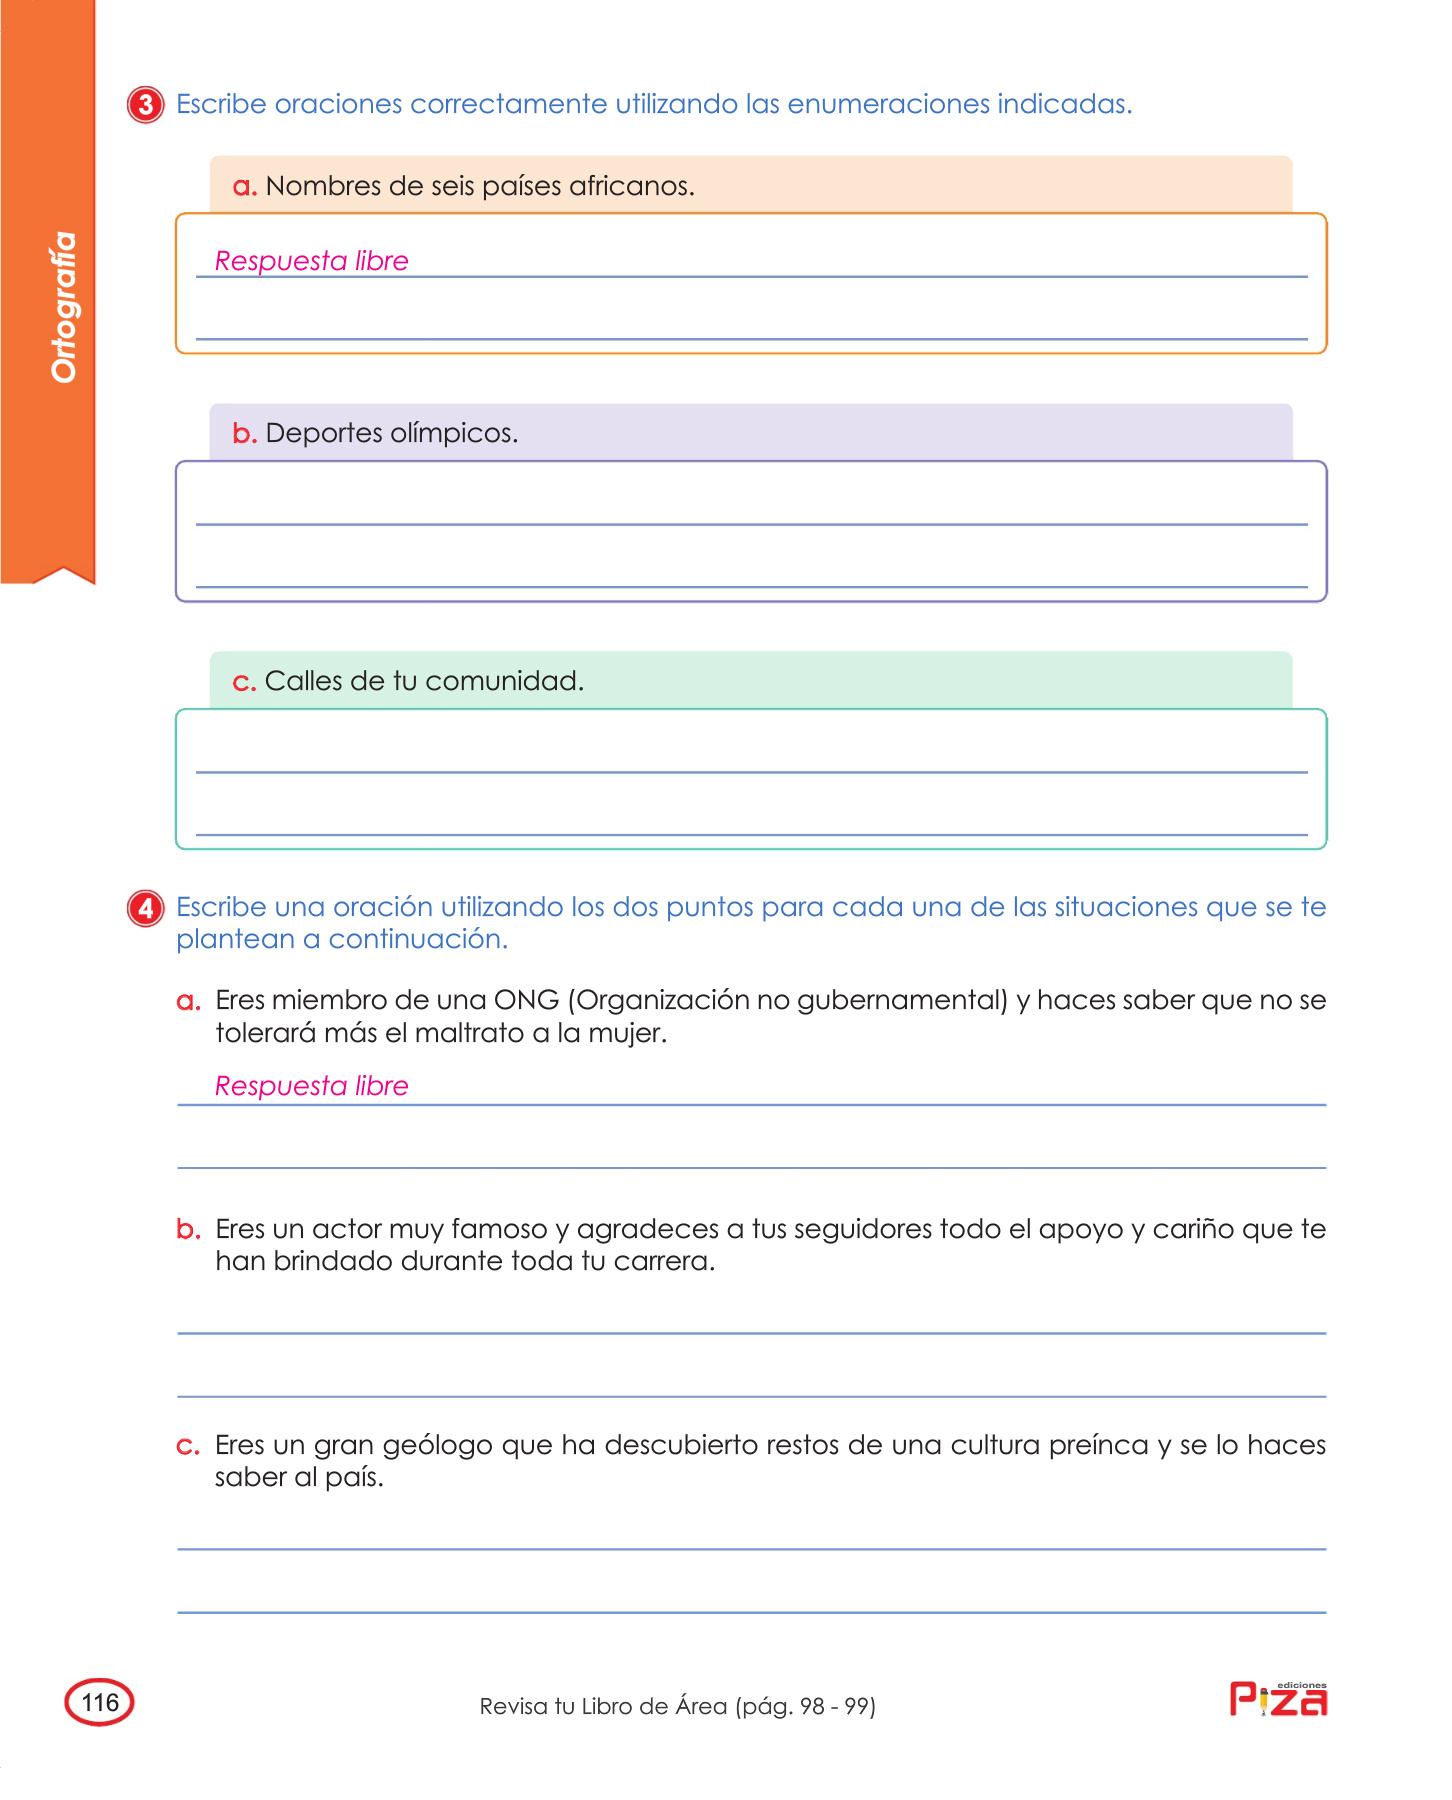 Ortografía
3 Escribe oraciones correctamente utilizando las enumeraciones indicadas.
a. Nombres de seis países africanos.
Respuesta libre
b. Deportes olímpicos.
c. Calles de tu comunidad.
4 Escribe una oración utilizando los dos puntos para cada una de las situaciones que se te
plantean a continuación.
a. Eres miembro de una ONG (Organización no gubernamental) y haces saber que no se
tolerará más el maltrato a la mujer.
Respuesta libre
b. Eres un actor muy famoso y agradeces a tus seguidores todo el apoyo y cariño que te
han brindado durante toda tu carrera.
c. Eres un gran geólogo que ha descubierto restos de una cultura preínca y se lo haces
saber al país.
116
Revisa tu Libro de Área (pág. 98 - 99)
ediciones
Piza